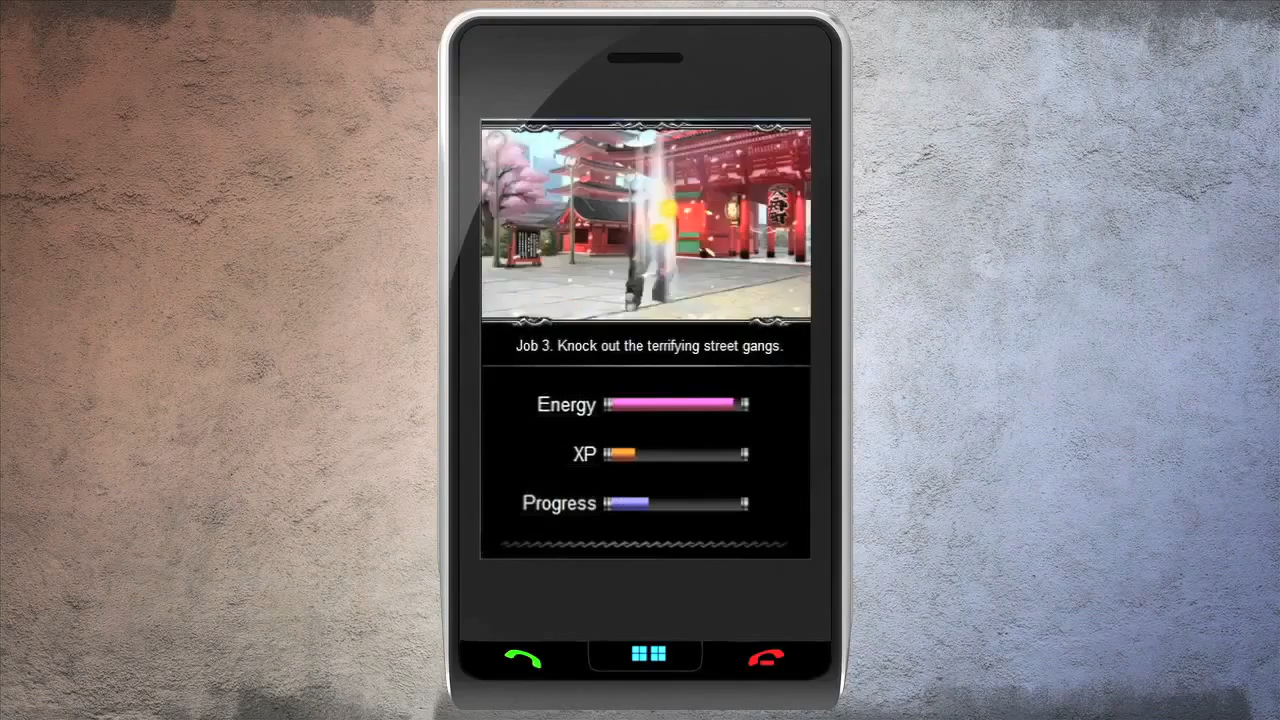 Job 3. Knock out the terrifying street gangs.
Energy
XP
Progress